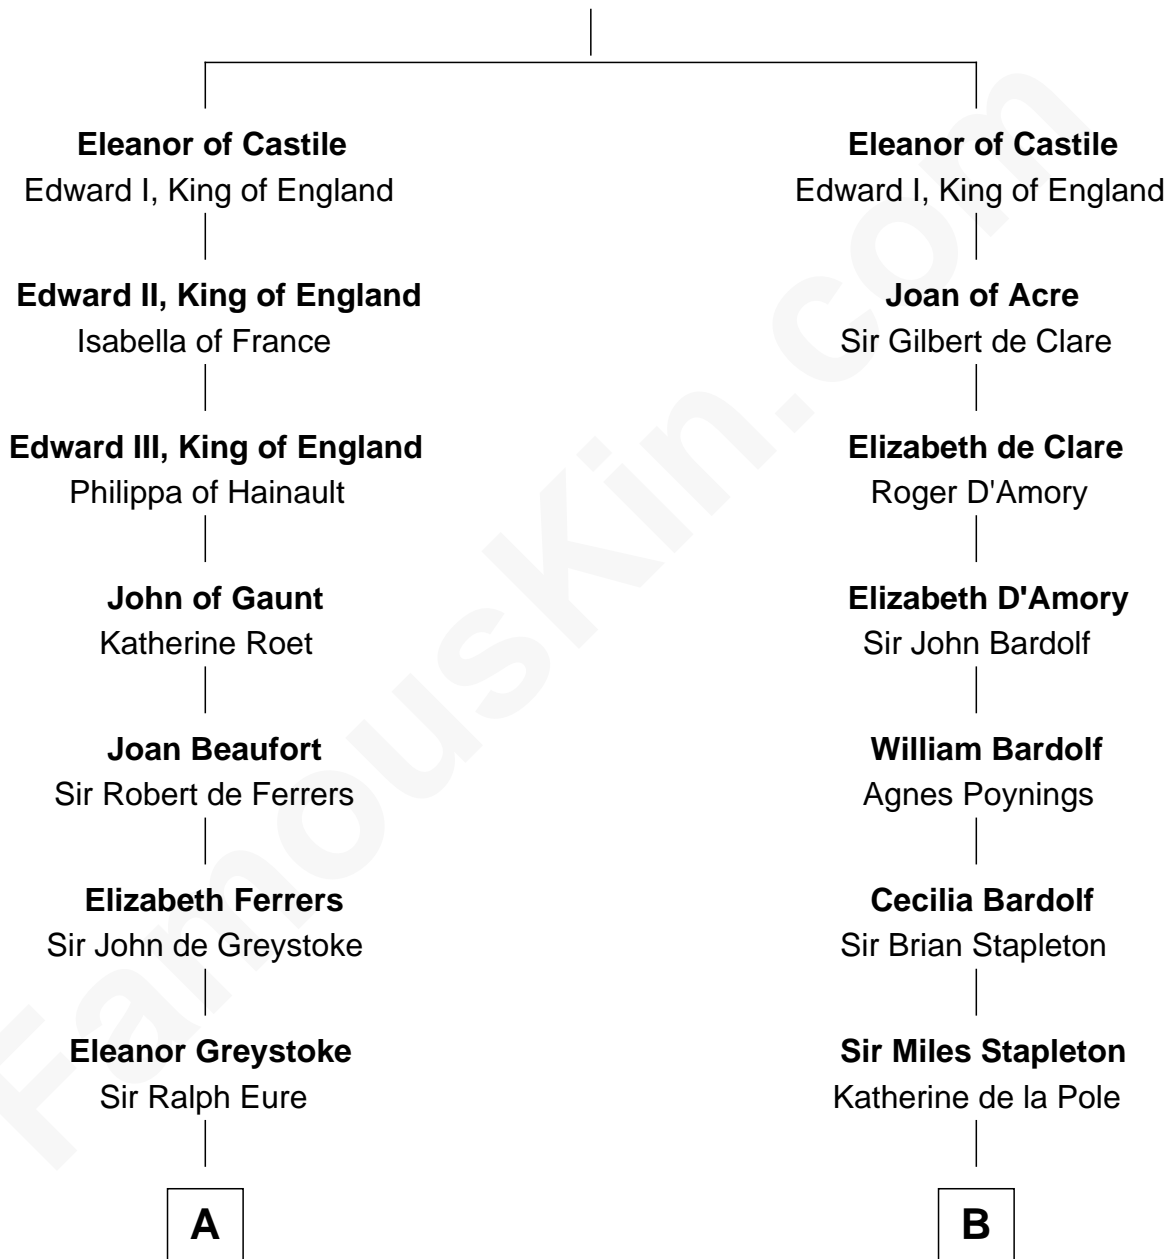 Eleanor of Castile
Edward I, King of England
Edward II, King of England
Isabella of France
Edward III, King of England
Philippa of Hainault
John of Gaunt
Katherine Roet
Joan Beaufort
Sir Robert de Ferrers
Elizabeth Ferrers
Sir John de Greystoke
Eleanor Greystoke
Sir Ralph Eure
A
Eleanor of Castile
Edward I, King of England
Joan of Acre
Sir Gilbert de Clare
Elizabeth de Clare
Roger D'Amory
Elizabeth D'Amory
Sir John Bardolf
William Bardolf
Agnes Poynings
Cecilia Bardolf
Sir Brian Stapleton
Sir Miles Stapleton
Katherine de la Pole
B
FamousKin.com